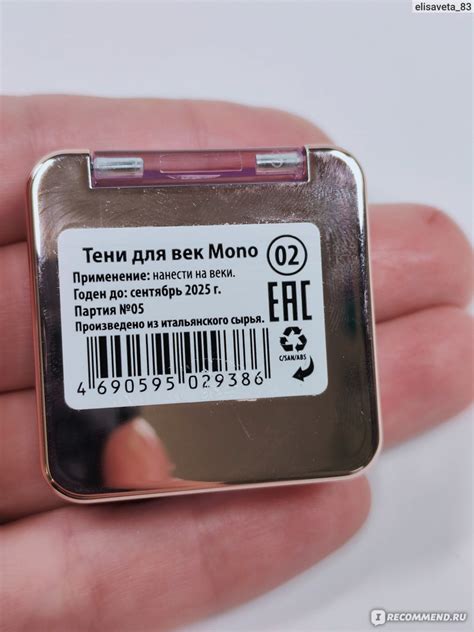 elisaveta_83
Тени для век Mono 02
Применение: нанести на веки.
Годен до: сентябрь 2025 г.
Партия №05
Произведено из итальянского сырья.
EAC
C/SAN/ABS
4 690595 029386
I RECOMMEND.RU